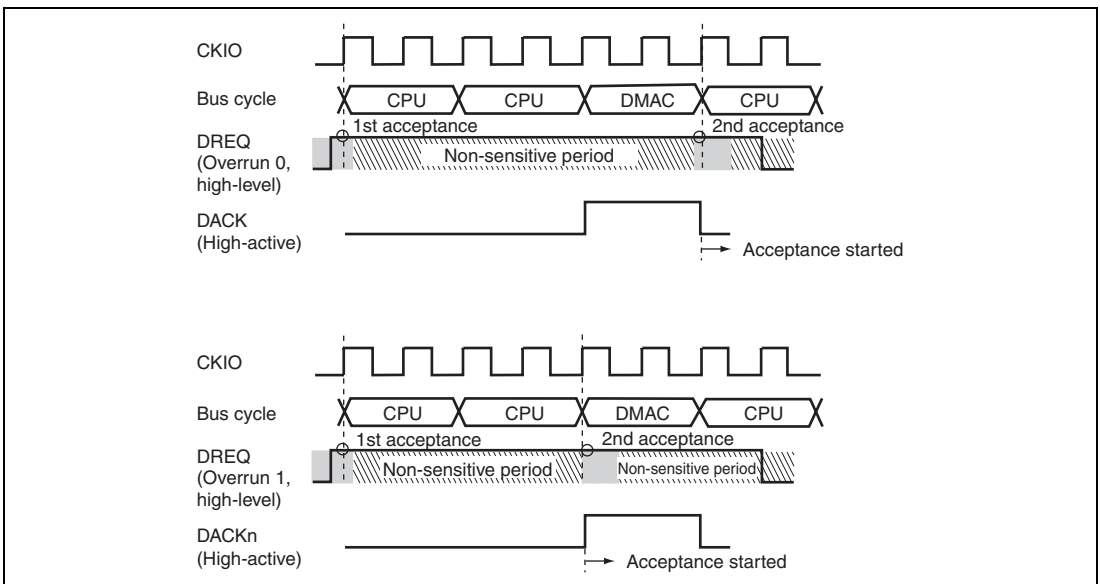 CKIO
Bus cycle
CPU CPU DMAC CPU
1st acceptance 2nd acceptance
DREQ
(Overrun 0,
high-level)
Non-sensitive period
DACK
(High-active)
Acceptance started
CKIO
Bus cycle
CPU CPU DMAC CPU
1st acceptance 2nd acceptance
DREQ
(Overrun 1,
high-level)
Non-sensitive period Non-sensitive period
DACKn
(High-active)
Acceptance started